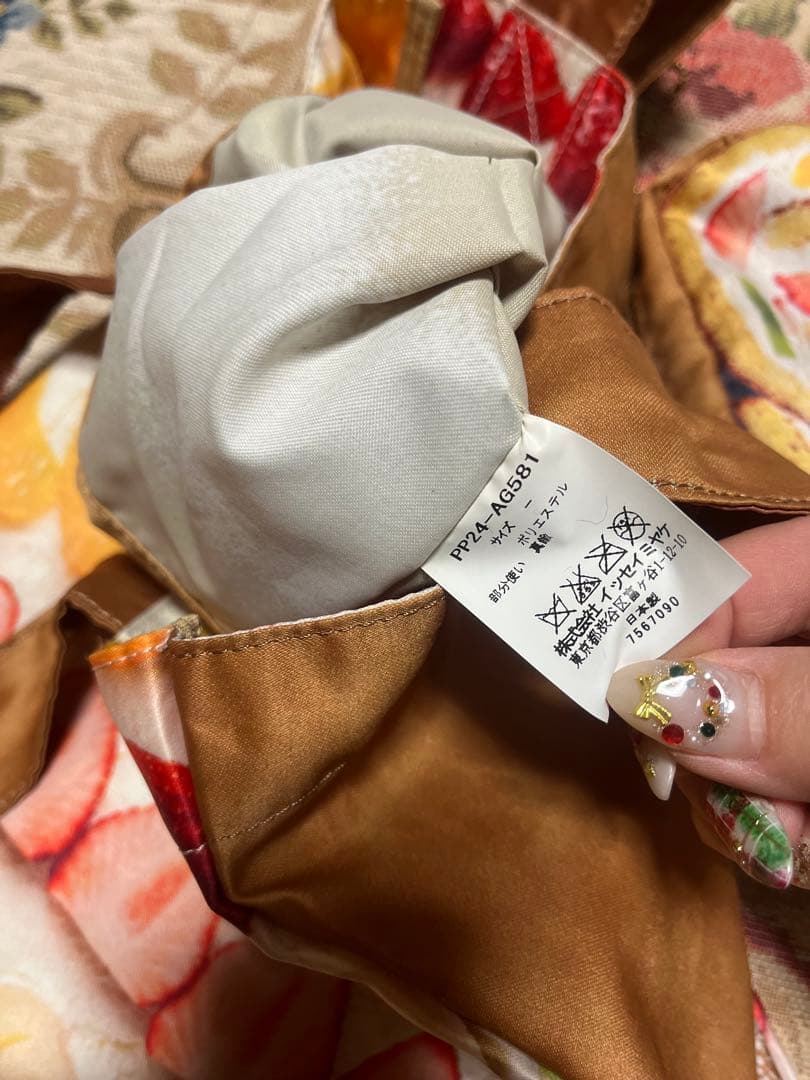 PP24-AG581
サイズ －
ポリエステル
部分使い 真鍮
株式会社 イッセイミヤケ
東京都渋谷区富ヶ谷1-12-10
日本製
7567090